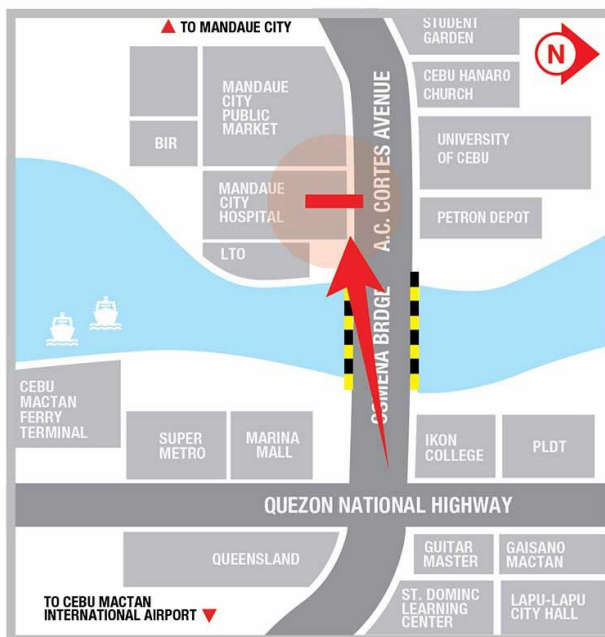 TO MANDAUE CITY
STUDENT
GARDEN
N
MANDAUE
CITY
PUBLIC
MARKET
CEBU HANARO
CHURCH
BIR
UNIVERSITY
OF CEBU
A.C. CORTES AVENUE
MANDAUE
CITY
HOSPITAL
PETRON DEPOT
LTO
BRDGE
CEBU
MACTAN
FERRY
TERMINAL
SUPER
METRO
MARINA
MALL
IKON
COLLEGE
PLDT
QUEZON NATIONAL HIGHWAY
QUEENSLAND
GUITAR
MASTER
GAISANO
MACTAN
TO CEBU MACTAN
INTERNATIONAL AIRPORT
ST. DOMINC
LEARNING
CENTER
LAPU-LAPU
CITY HALL